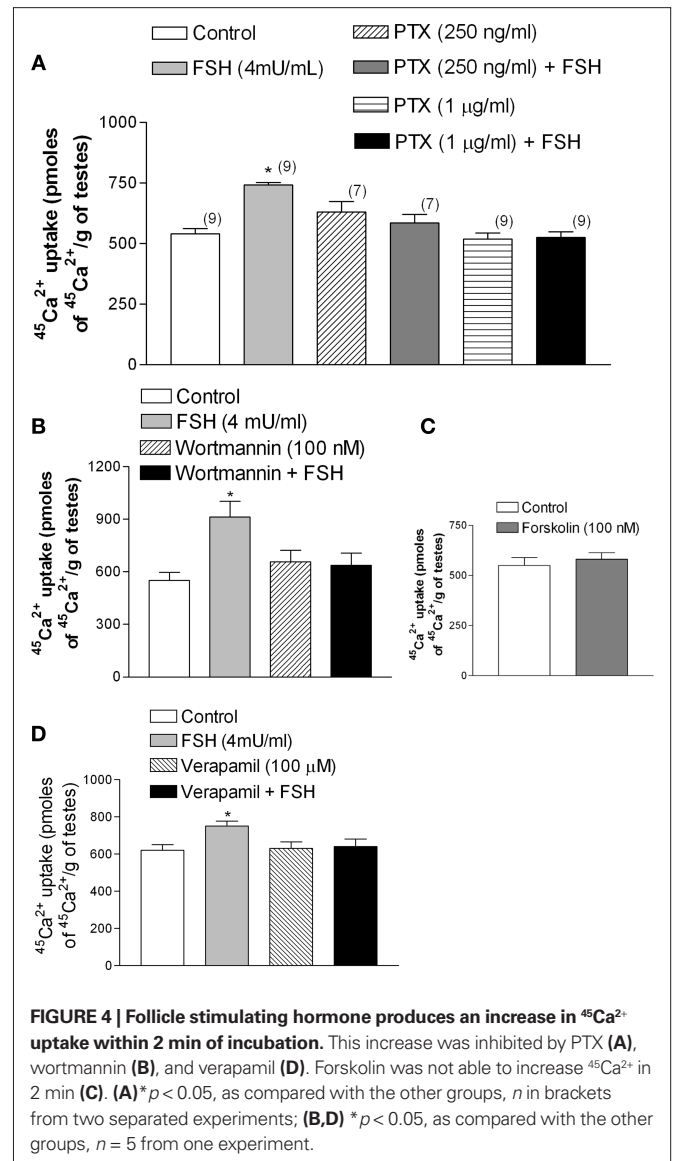 Control
FSH (4mU/mL)
PTX (250 ng/ml)
PTX (250 ng/ml) + FSH
PTX (1 μg/ml)
PTX (1 μg/ml) + FSH
A
⁴⁵Ca²⁺ uptake (pmoles
of ⁴⁵Ca²⁺/g of testes)
1000
750
500
250
0
(9)
* (9)
(7)
(7)
(9)
(9)
B
Control
FSH (4 mU/ml)
Wortmannin (100 nM)
Wortmannin + FSH
⁴⁵Ca²⁺ uptake (pmoles
of ⁴⁵Ca²⁺/g of testes)
1200
900
600
300
0
*
C
Control
Forskolin (100 nM)
⁴⁵Ca²⁺ uptake (pmoles
of ⁴⁵Ca²⁺/g of testes)
750
500
250
0
D
Control
FSH (4mU/ml)
Verapamil (100 μM)
Verapamil + FSH
⁴⁵Ca²⁺ uptake (pmoles
of ⁴⁵Ca²⁺/g of testes)
1000
800
600
400
200
0
*
FIGURE 4 | Follicle stimulating hormone produces an increase in ⁴⁵Ca²⁺
uptake within 2 min of incubation. This increase was inhibited by PTX (A),
wortmannin (B), and verapamil (D). Forskolin was not able to increase ⁴⁵Ca²⁺ in
2 min (C). (A)*p < 0.05, as compared with the other groups, n in brackets
from two separated experiments; (B,D) *p < 0.05, as compared with the other
groups, n = 5 from one experiment.